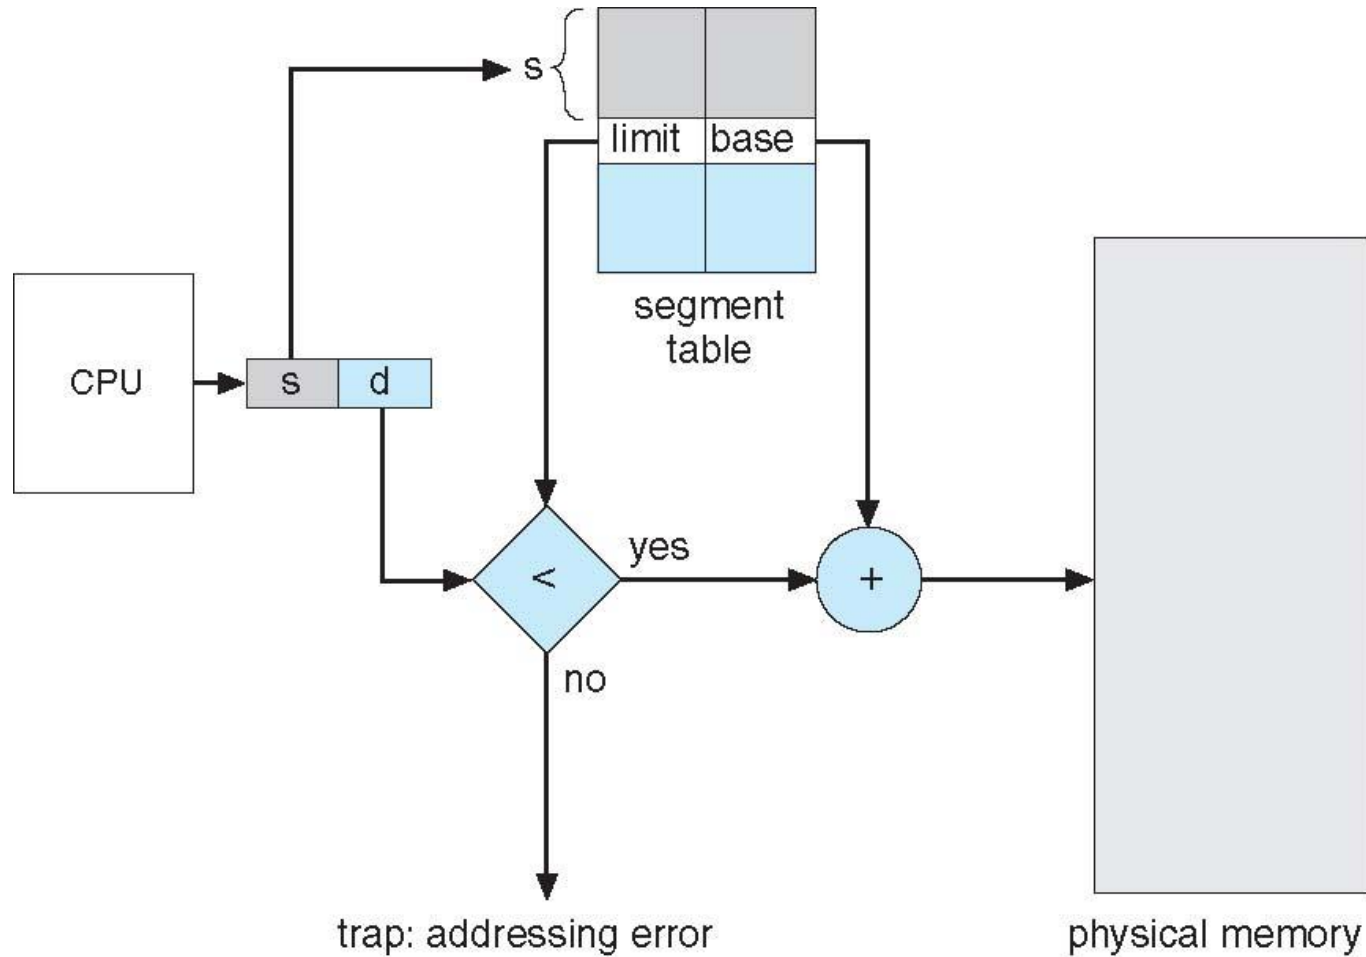 s
limit base
segment
table
CPU
s d
yes
<
+
no
trap: addressing error
physical memory